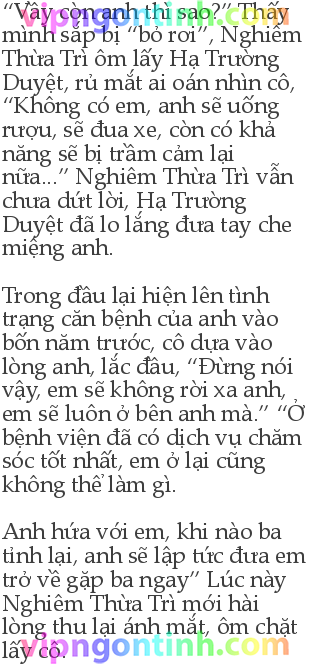 “Vầy còn anh thì sao?” Thấy
mình sắp bị “bỏ rơi”, Nghiêm
Thừa Trì ôm lấy Hạ Trường
Duyệt, rủ mắt ai oán nhìn cô,
“Không có em, anh sẽ uống
rượu, sẽ đua xe, còn có khả
năng sẽ bị trầm cảm lại
nữa...” Nghiêm Thừa Trì vẫn
chưa dứt lời, Hạ Trường
Duyệt đã lo lắng đưa tay che
miệng anh.
Trong đầu lại hiện lên tình
trạng căn bệnh của anh vào
bốn năm trước, cô dựa vào
lòng anh, lắc đầu, “Đừng nói
vậy, em sẽ không rời xa anh,
em sẽ luôn ở bên anh mà.” “Ở
bệnh viện đã có dịch vụ chăm
sóc tốt nhất, em ở lại cũng
không thể làm gì.
Anh hứa với em, khi nào ba
tỉnh lại, anh sẽ lập tức đưa em
trở về gặp ba ngay” Lúc này
Nghiêm Thừa Trì mới hài
lòng thu lại ánh mắt, ôm chặt
lấy cô.
vipngontinh.com
vipngontinh.com
vipngontinh.com